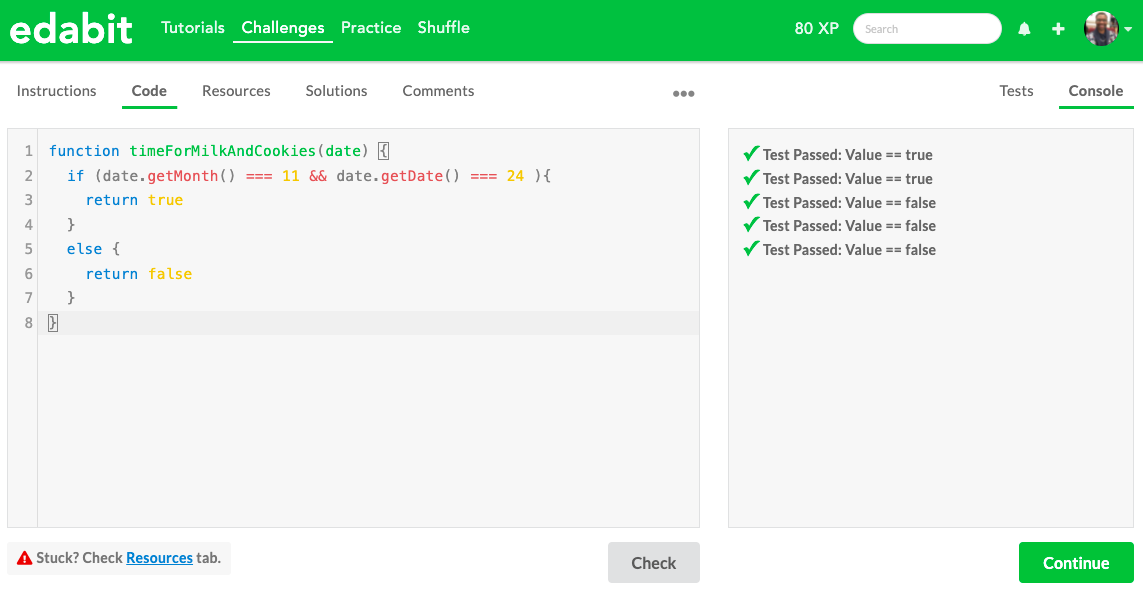 edabit Tutorials Challenges Practice Shuffle 80 XP Search
Instructions Code Resources Solutions Comments ••• Tests Console
1 function timeForMilkAndCookies(date) {
2 if (date.getMonth() === 11 && date.getDate() === 24 ){
3 return true
4 }
5 else {
6 return false
7 }
8 }
Test Passed: Value == true
Test Passed: Value == true
Test Passed: Value == false
Test Passed: Value == false
Test Passed: Value == false
Stuck? Check Resources tab.
Check
Continue